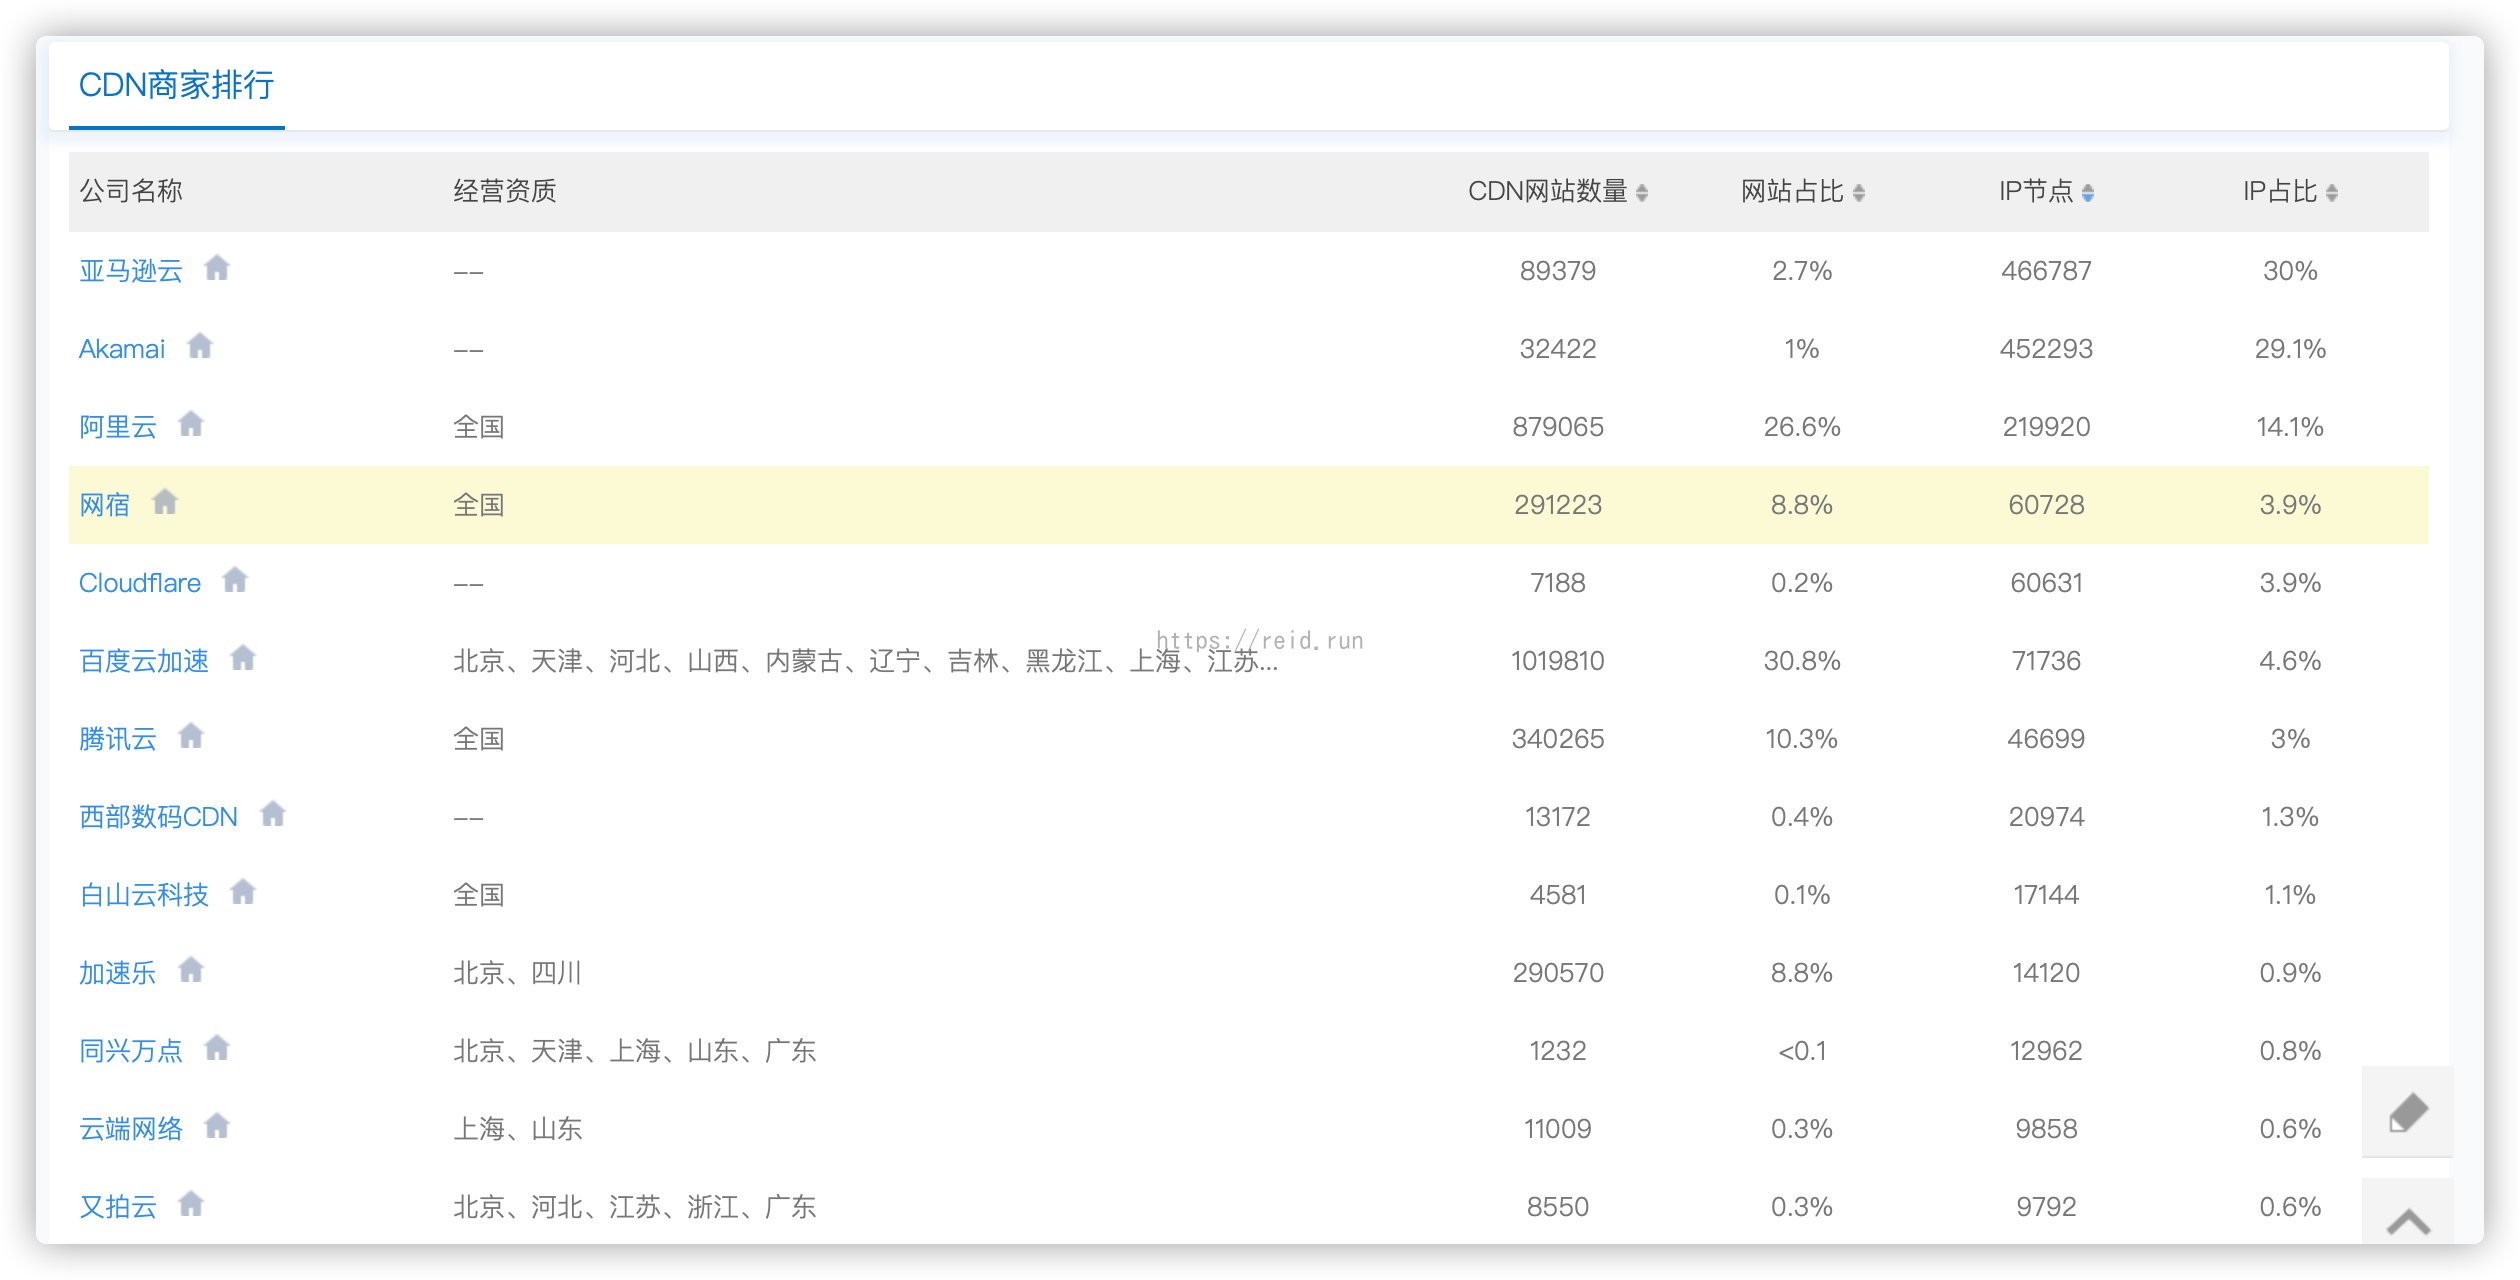 CDN商家排行
公司名称 经营资质 CDN网站数量 网站占比 IP节点 IP占比
亚马逊云 -- 89379 2.7% 466787 30%
Akamai -- 32422 1% 452293 29.1%
阿里云 全国 879065 26.6% 219920 14.1%
网宿 全国 291223 8.8% 60728 3.9%
Cloudflare -- 7188 0.2% 60631 3.9%
https://reid.run
百度云加速 北京、天津、河北、山西、内蒙古、辽宁、吉林、黑龙江、上海、江苏... 1019810 30.8% 71736 4.6%
腾讯云 全国 340265 10.3% 46699 3%
西部数码CDN -- 13172 0.4% 20974 1.3%
白山云科技 全国 4581 0.1% 17144 1.1%
加速乐 北京、四川 290570 8.8% 14120 0.9%
同兴万点 北京、天津、上海、山东、广东 1232 <0.1 12962 0.8%
云端网络 上海、山东 11009 0.3% 9858 0.6%
又拍云 北京、河北、江苏、浙江、广东 8550 0.3% 9792 0.6%